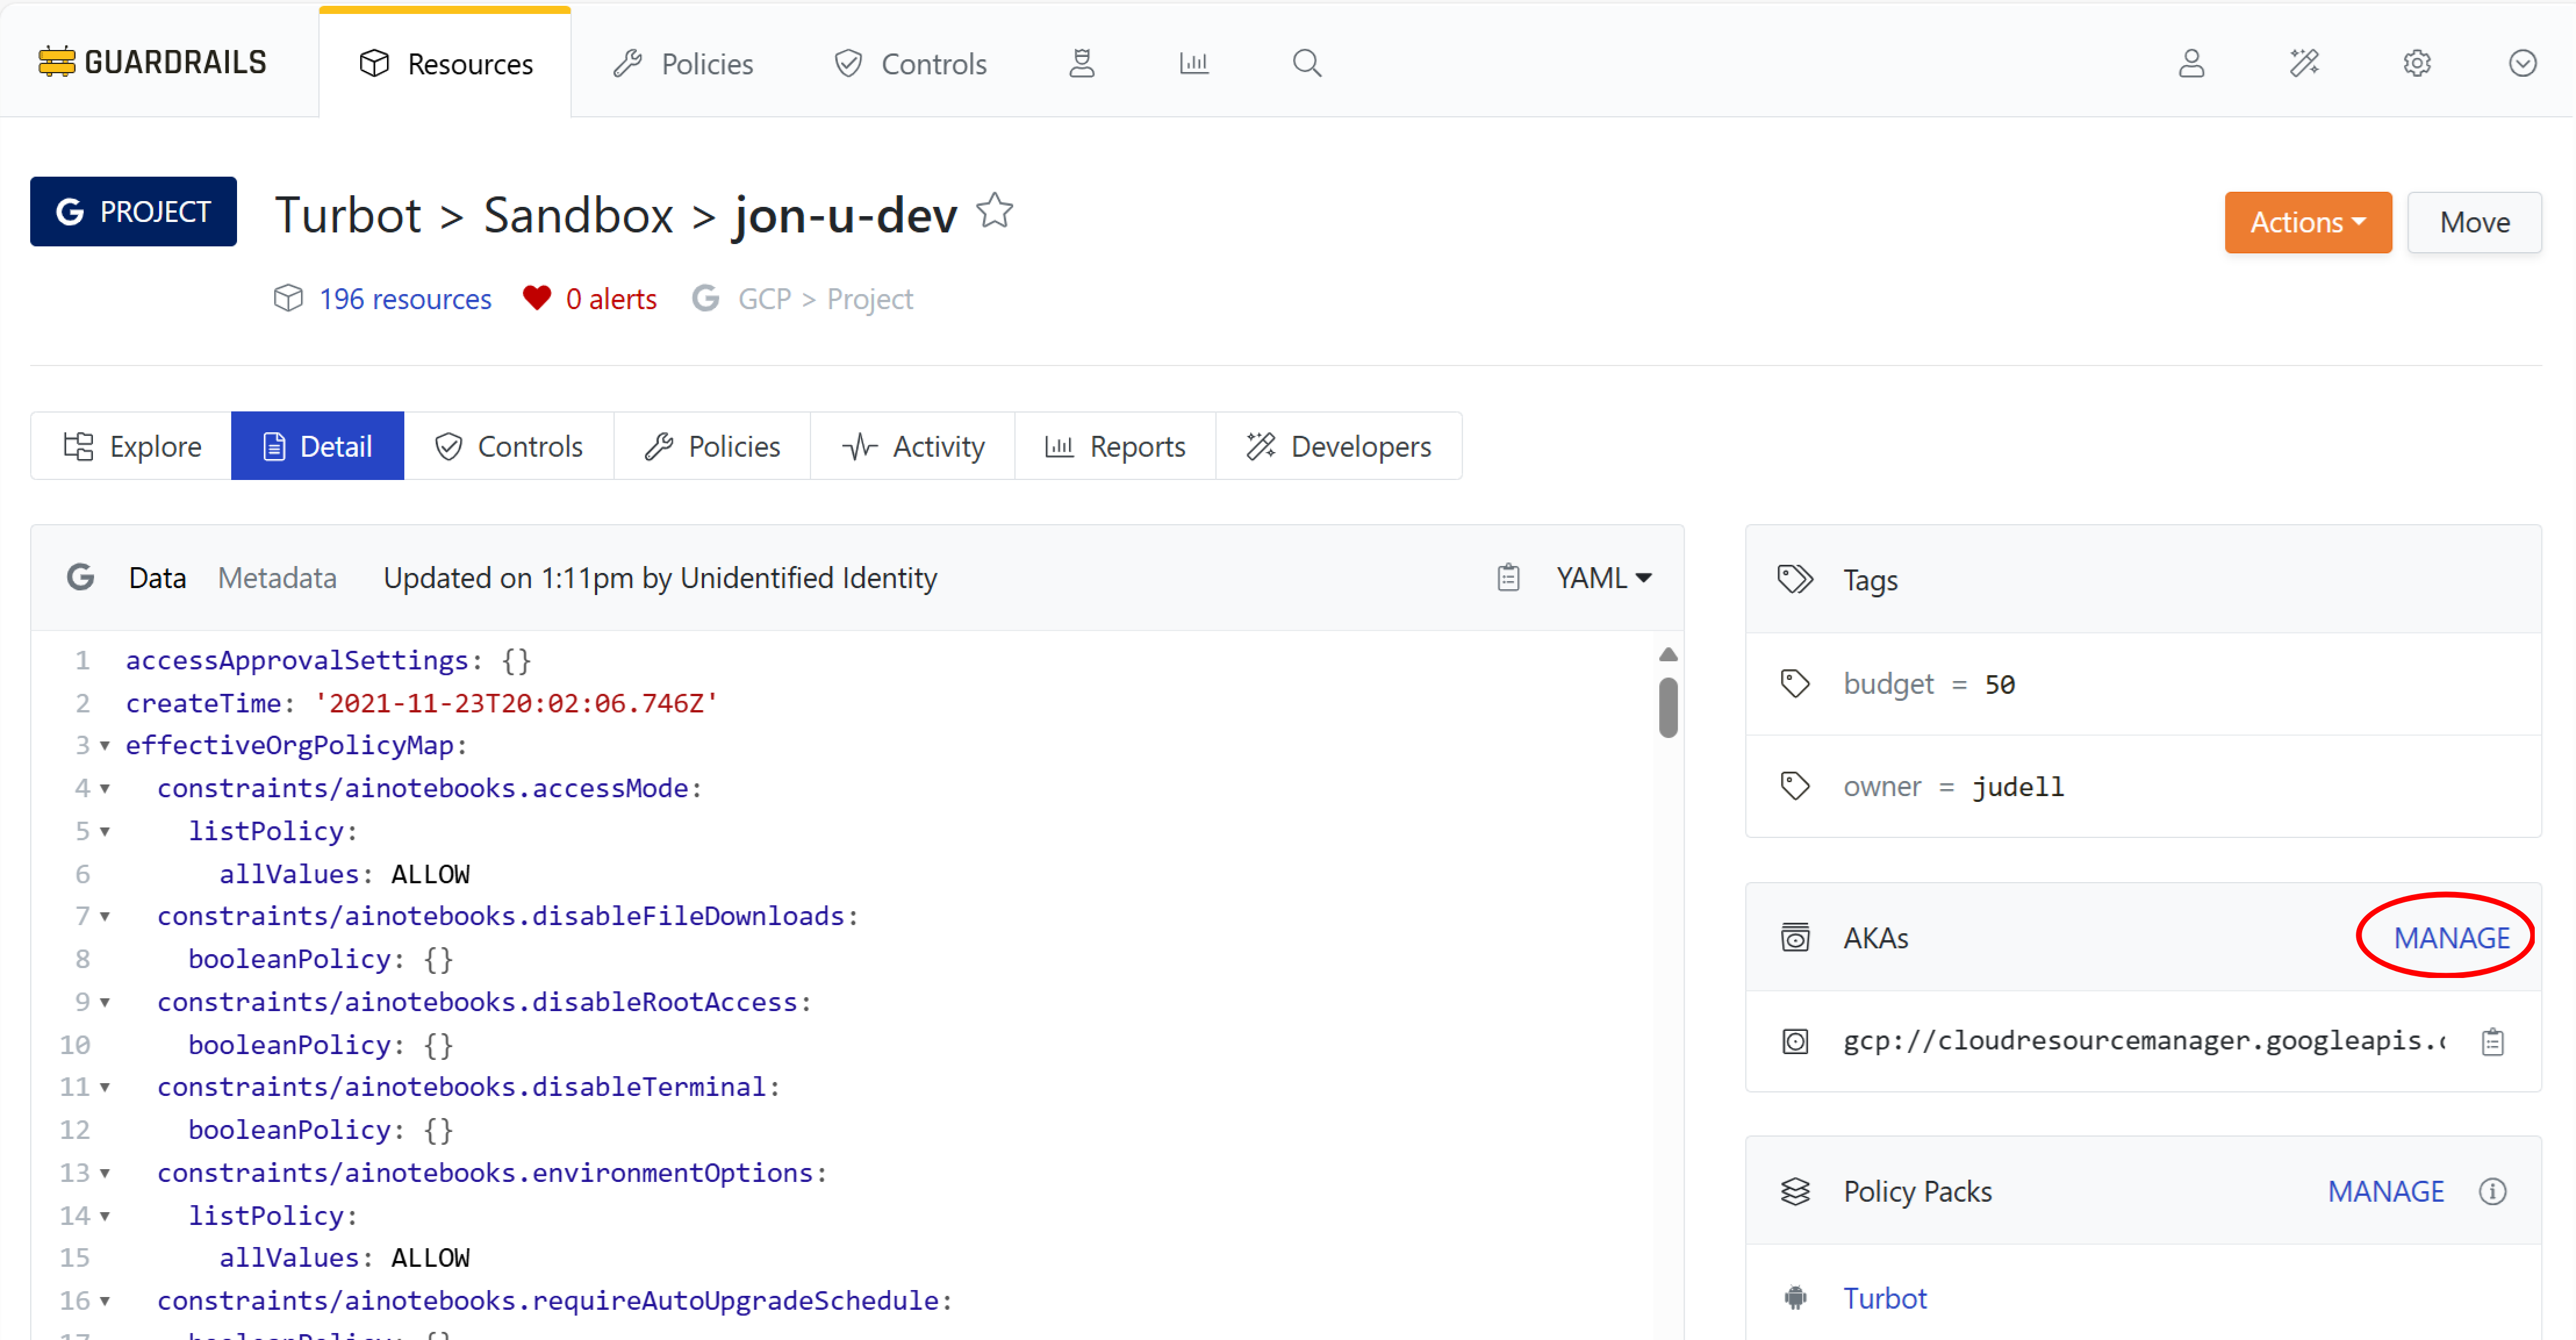 GUARDRAILS Resources Policies Controls
PROJECT Turbot > Sandbox > jon-u-dev Actions Move
196 resources 0 alerts GCP > Project
Explore Detail Controls Policies Activity Reports Developers
Data Metadata Updated on 1:11pm by Unidentified Identity YAML
1 accessApprovalSettings: {}
2 createTime: '2021-11-23T20:02:06.746Z'
3 effectiveOrgPolicyMap:
4 constraints/ainotebooks.accessMode:
5 listPolicy:
6 allValues: ALLOW
7 constraints/ainotebooks.disableFileDownloads:
8 booleanPolicy: {}
9 constraints/ainotebooks.disableRootAccess:
10 booleanPolicy: {}
11 constraints/ainotebooks.disableTerminal:
12 booleanPolicy: {}
13 constraints/ainotebooks.environmentOptions:
14 listPolicy:
15 allValues: ALLOW
16 constraints/ainotebooks.requireAutoUpgradeSchedule:
17 booleanPolicy: {}
Tags
budget = 50
owner = judell
AKAs MANAGE
gcp://cloudresourcemanager.googleapis.
Policy Packs MANAGE
Turbot